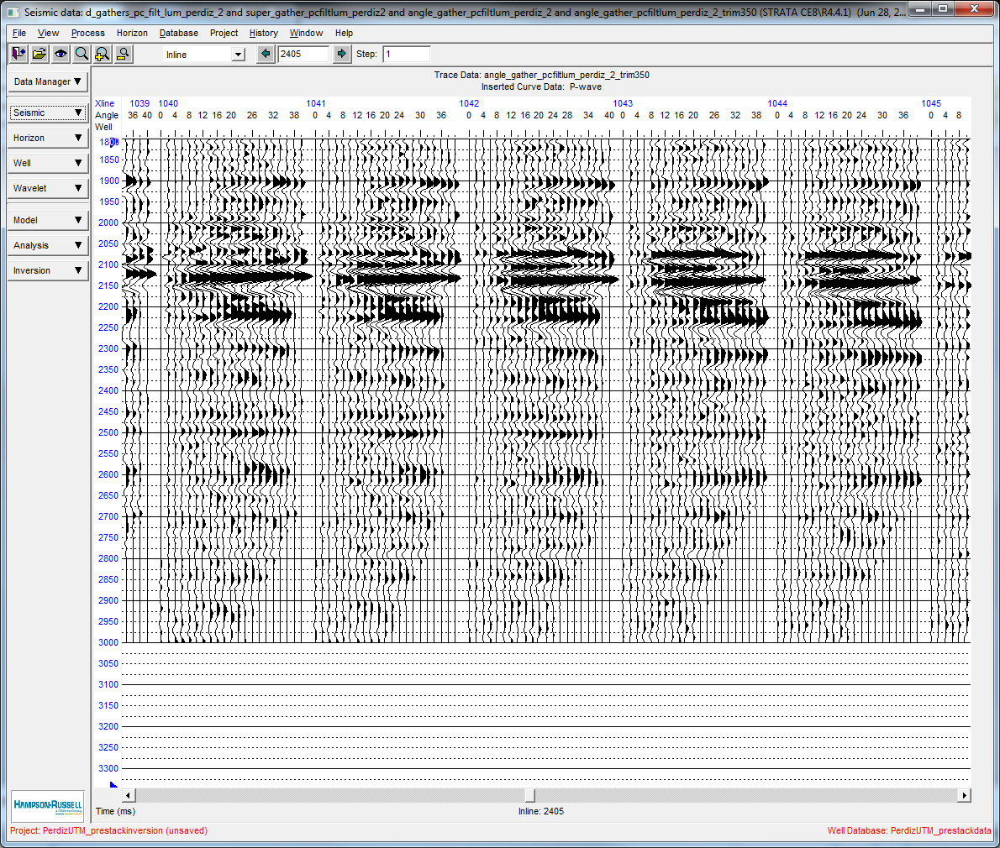 Seismic data: d_gathers_pc_filt_lum_perdiz_2 and super_gather_pcfiltlum_perdiz2 and angle_gather_pcfiltlum_perdiz_2 and angle_gather_pcfiltlum_perdiz_2_trim350 (STRATA CE8\R4.4.1) (Jun 28, 2...
File View Process Horizon Database Project History Window Help
Inline 2405 Step: 1
Data Manager
Trace Data: angle_gather_pcfiltlum_perdiz_2_trim350
Inserted Curve Data: P-wave
Xline 1039 1040 1041 1042 1043 1044 1045
Angle 36 40 0 4 8 12 16 20 26 32 38 0 4 8 12 16 20 24 30 36 0 4 8 12 16 20 24 28 34 40 0 4 8 12 16 20 26 32 38 0 4 8 12 16 20 24 30 36 0 4 8
Well
Seismic
Horizon
Well
Wavelet
Model
Analysis
Inversion
1850
1900
1950
2000
2050
2100
2150
2200
2250
2300
2350
2400
2450
2500
2550
2600
2650
2700
2750
2800
2850
2900
2950
3000
3050
3100
3150
3200
3250
3300
HAMPSON-RUSSELL
Time (ms) Inline: 2405
Project: PerdizUTM_prestackinversion (unsaved) Well Database: PerdizUTM_prestackdata